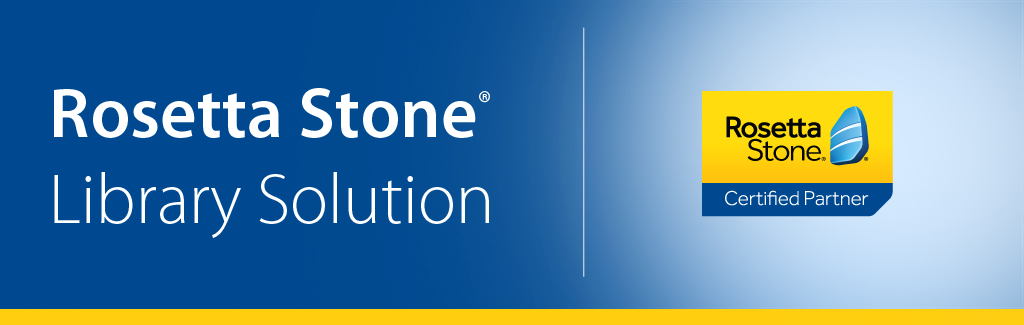 Rosetta Stone®
Library Solution
Rosetta
Stone®
Certified Partner